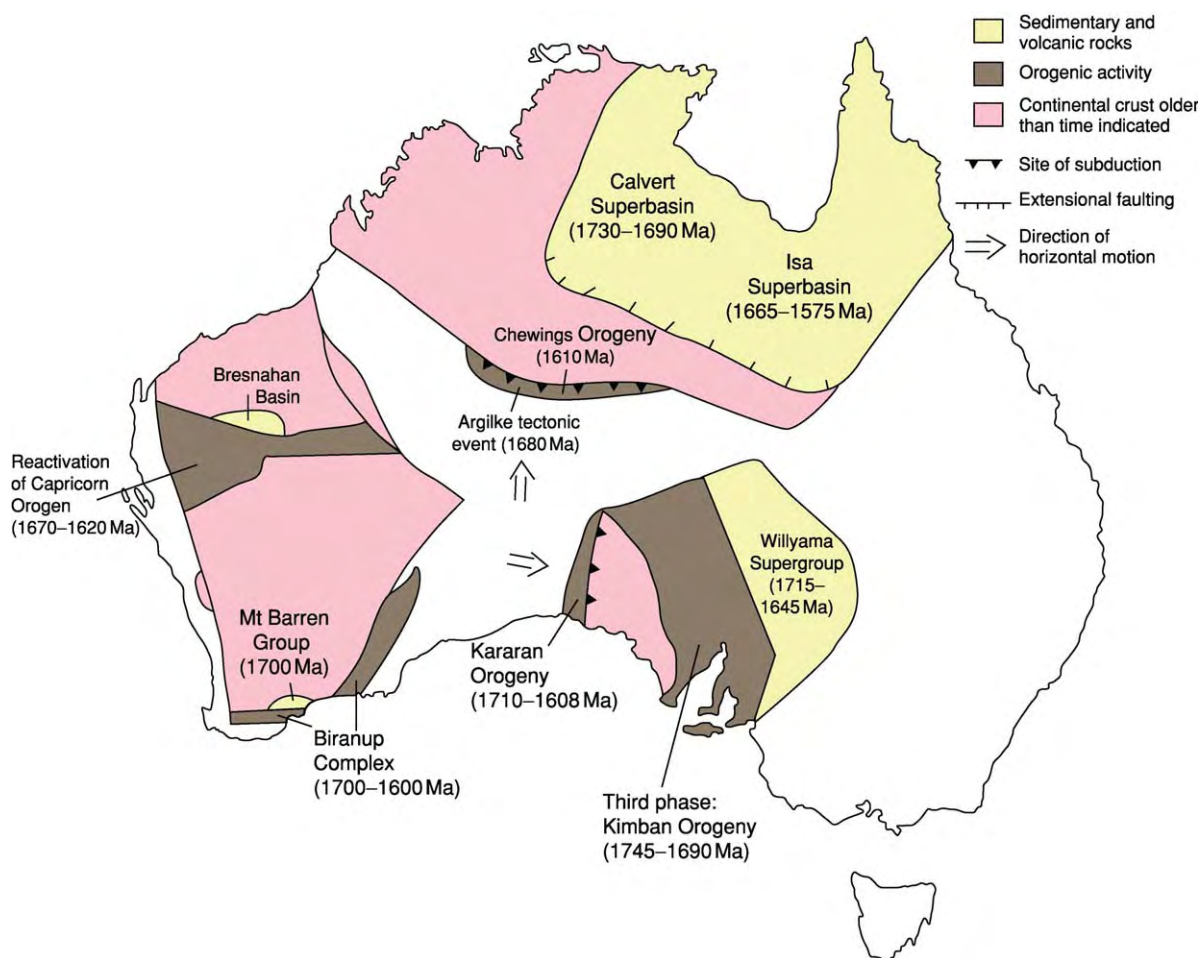 Sedimentary and
volcanic rocks
Orogenic activity
Continental crust older
than time indicated
Site of subduction
Extensional faulting
Direction of
horizontal motion
Calvert
Superbasin
(1730–1690 Ma)
Isa
Superbasin
(1665–1575 Ma)
Chewings Orogeny
(1610 Ma)
Bresnahan
Basin
Argilke tectonic
event (1680 Ma)
Reactivation
of Capricorn
Orogen
(1670–1620 Ma)
Willyama
Supergroup
(1715–
1645 Ma)
Mt Barren
Group
(1700 Ma)
Kararan
Orogeny
(1710–1608 Ma)
Biranup
Complex
(1700–1600 Ma)
Third phase:
Kimban Orogeny
(1745–1690 Ma)